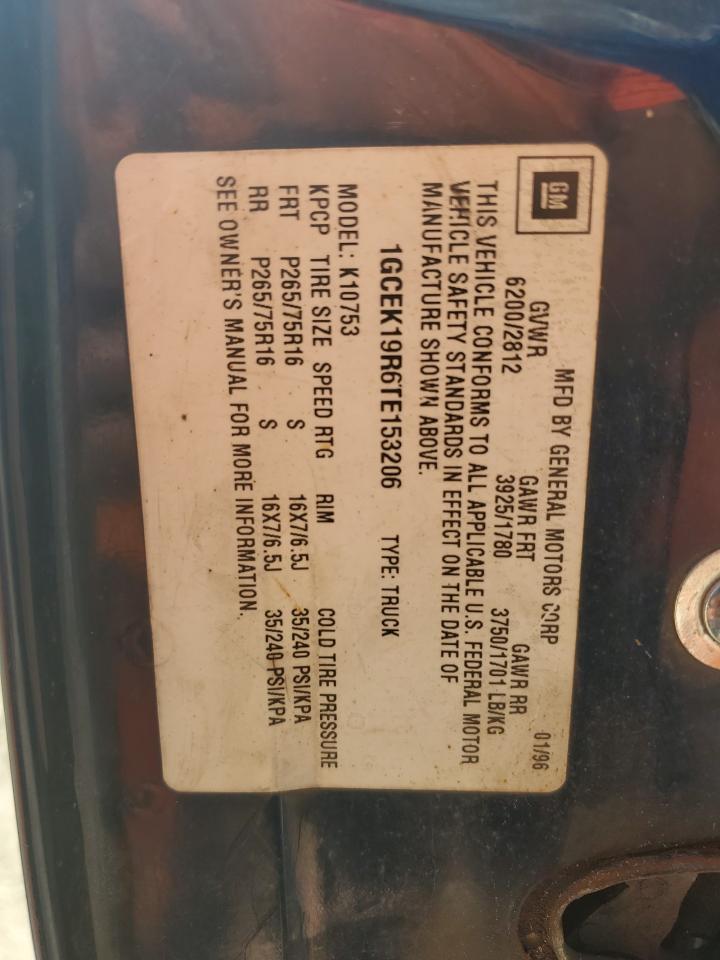 GM
MFD BY GENERAL MOTORS CORP 01/96
GVWR GAWR FRT GAWR RR
6200/2812 3925/1780 3750/1701 LB/KG
THIS VEHICLE CONFORMS TO ALL APPLICABLE U.S. FEDERAL MOTOR
VEHICLE SAFETY STANDARDS IN EFFECT ON THE DATE OF
MANUFACTURE SHOWN ABOVE.
1GCEK19R6TE153206 TYPE: TRUCK
MODEL: K10753
KPCP TIRE SIZE SPEED RTG RIM COLD TIRE PRESSURE
FRT P265/75R16 S 16X7/6.5J 35/240 PSI/KPA
RR P265/75R16 S 16X7/6.5J 35/240 PSI/KPA
SEE OWNER'S MANUAL FOR MORE INFORMATION.